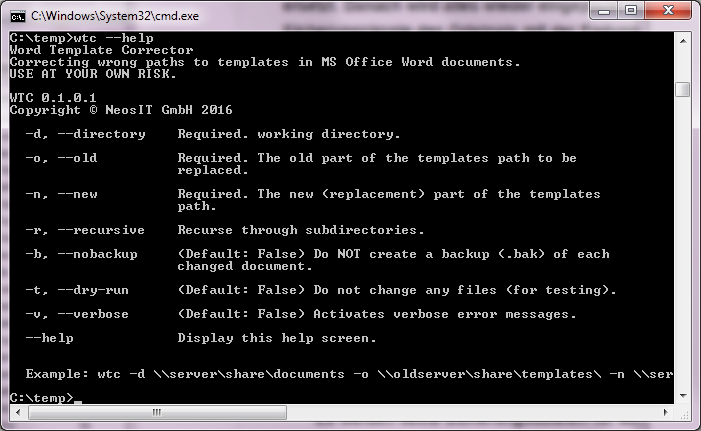 C:\Windows\System32\cmd.exe
C:\temp>wtc --help
Word Template Corrector
Correcting wrong paths to templates in MS Office Word documents.
USE AT YOUR OWN RISK.
WTC 0.1.0.1
Copyright © NeosIT GmbH 2016
-d, --directory Required. working directory.
-o, --old Required. The old part of the templates path to be
replaced.
-n, --new Required. The new (replacement) part of the templates
path.
-r, --recursive Recurse through subdirectories.
-b, --nobackup (Default: False) Do NOT create a backup (.bak) of each
changed document.
-t, --dry-run (Default: False) Do not change any files (for testing).
-v, --verbose (Default: False) Activates verbose error messages.
--help Display this help screen.
Example: wtc -d \\server\share\documents -o \\oldserver\share\templates\ -n \\ser
C:\temp>